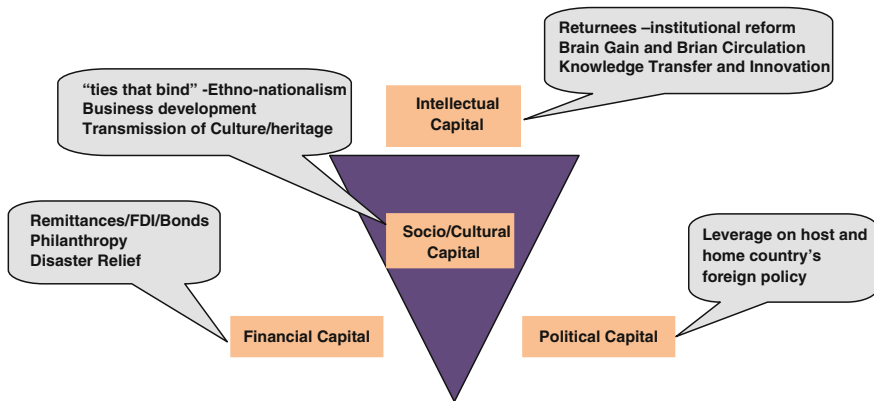 Returnees –institutional reform
Brain Gain and Brian Circulation
Knowledge Transfer and Innovation
“ties that bind” -Ethno-nationalism
Business development
Transmission of Culture/heritage
Intellectual
Capital
Remittances/FDI/Bonds
Philanthropy
Disaster Relief
Socio/Cultural
Capital
Leverage on host and
home country’s
foreign policy
Financial Capital
Political Capital